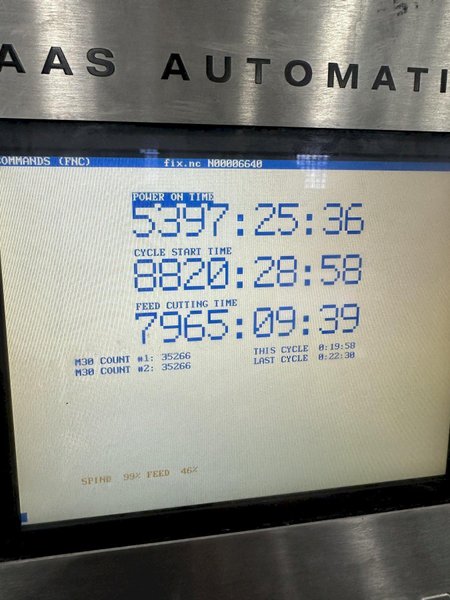 AAS AUTOMATI
COMMANDS (FNC) fix.nc N00006640
POWER ON TIME
5397:25:36
CYCLE START TIME
8820:28:58
FEED CUTTING TIME
7965:09:39
M30 COUNT #1: 35266 THIS CYCLE 0:19:58
M30 COUNT #2: 35266 LAST CYCLE 0:22:30
SPIND 99% FEED 46%